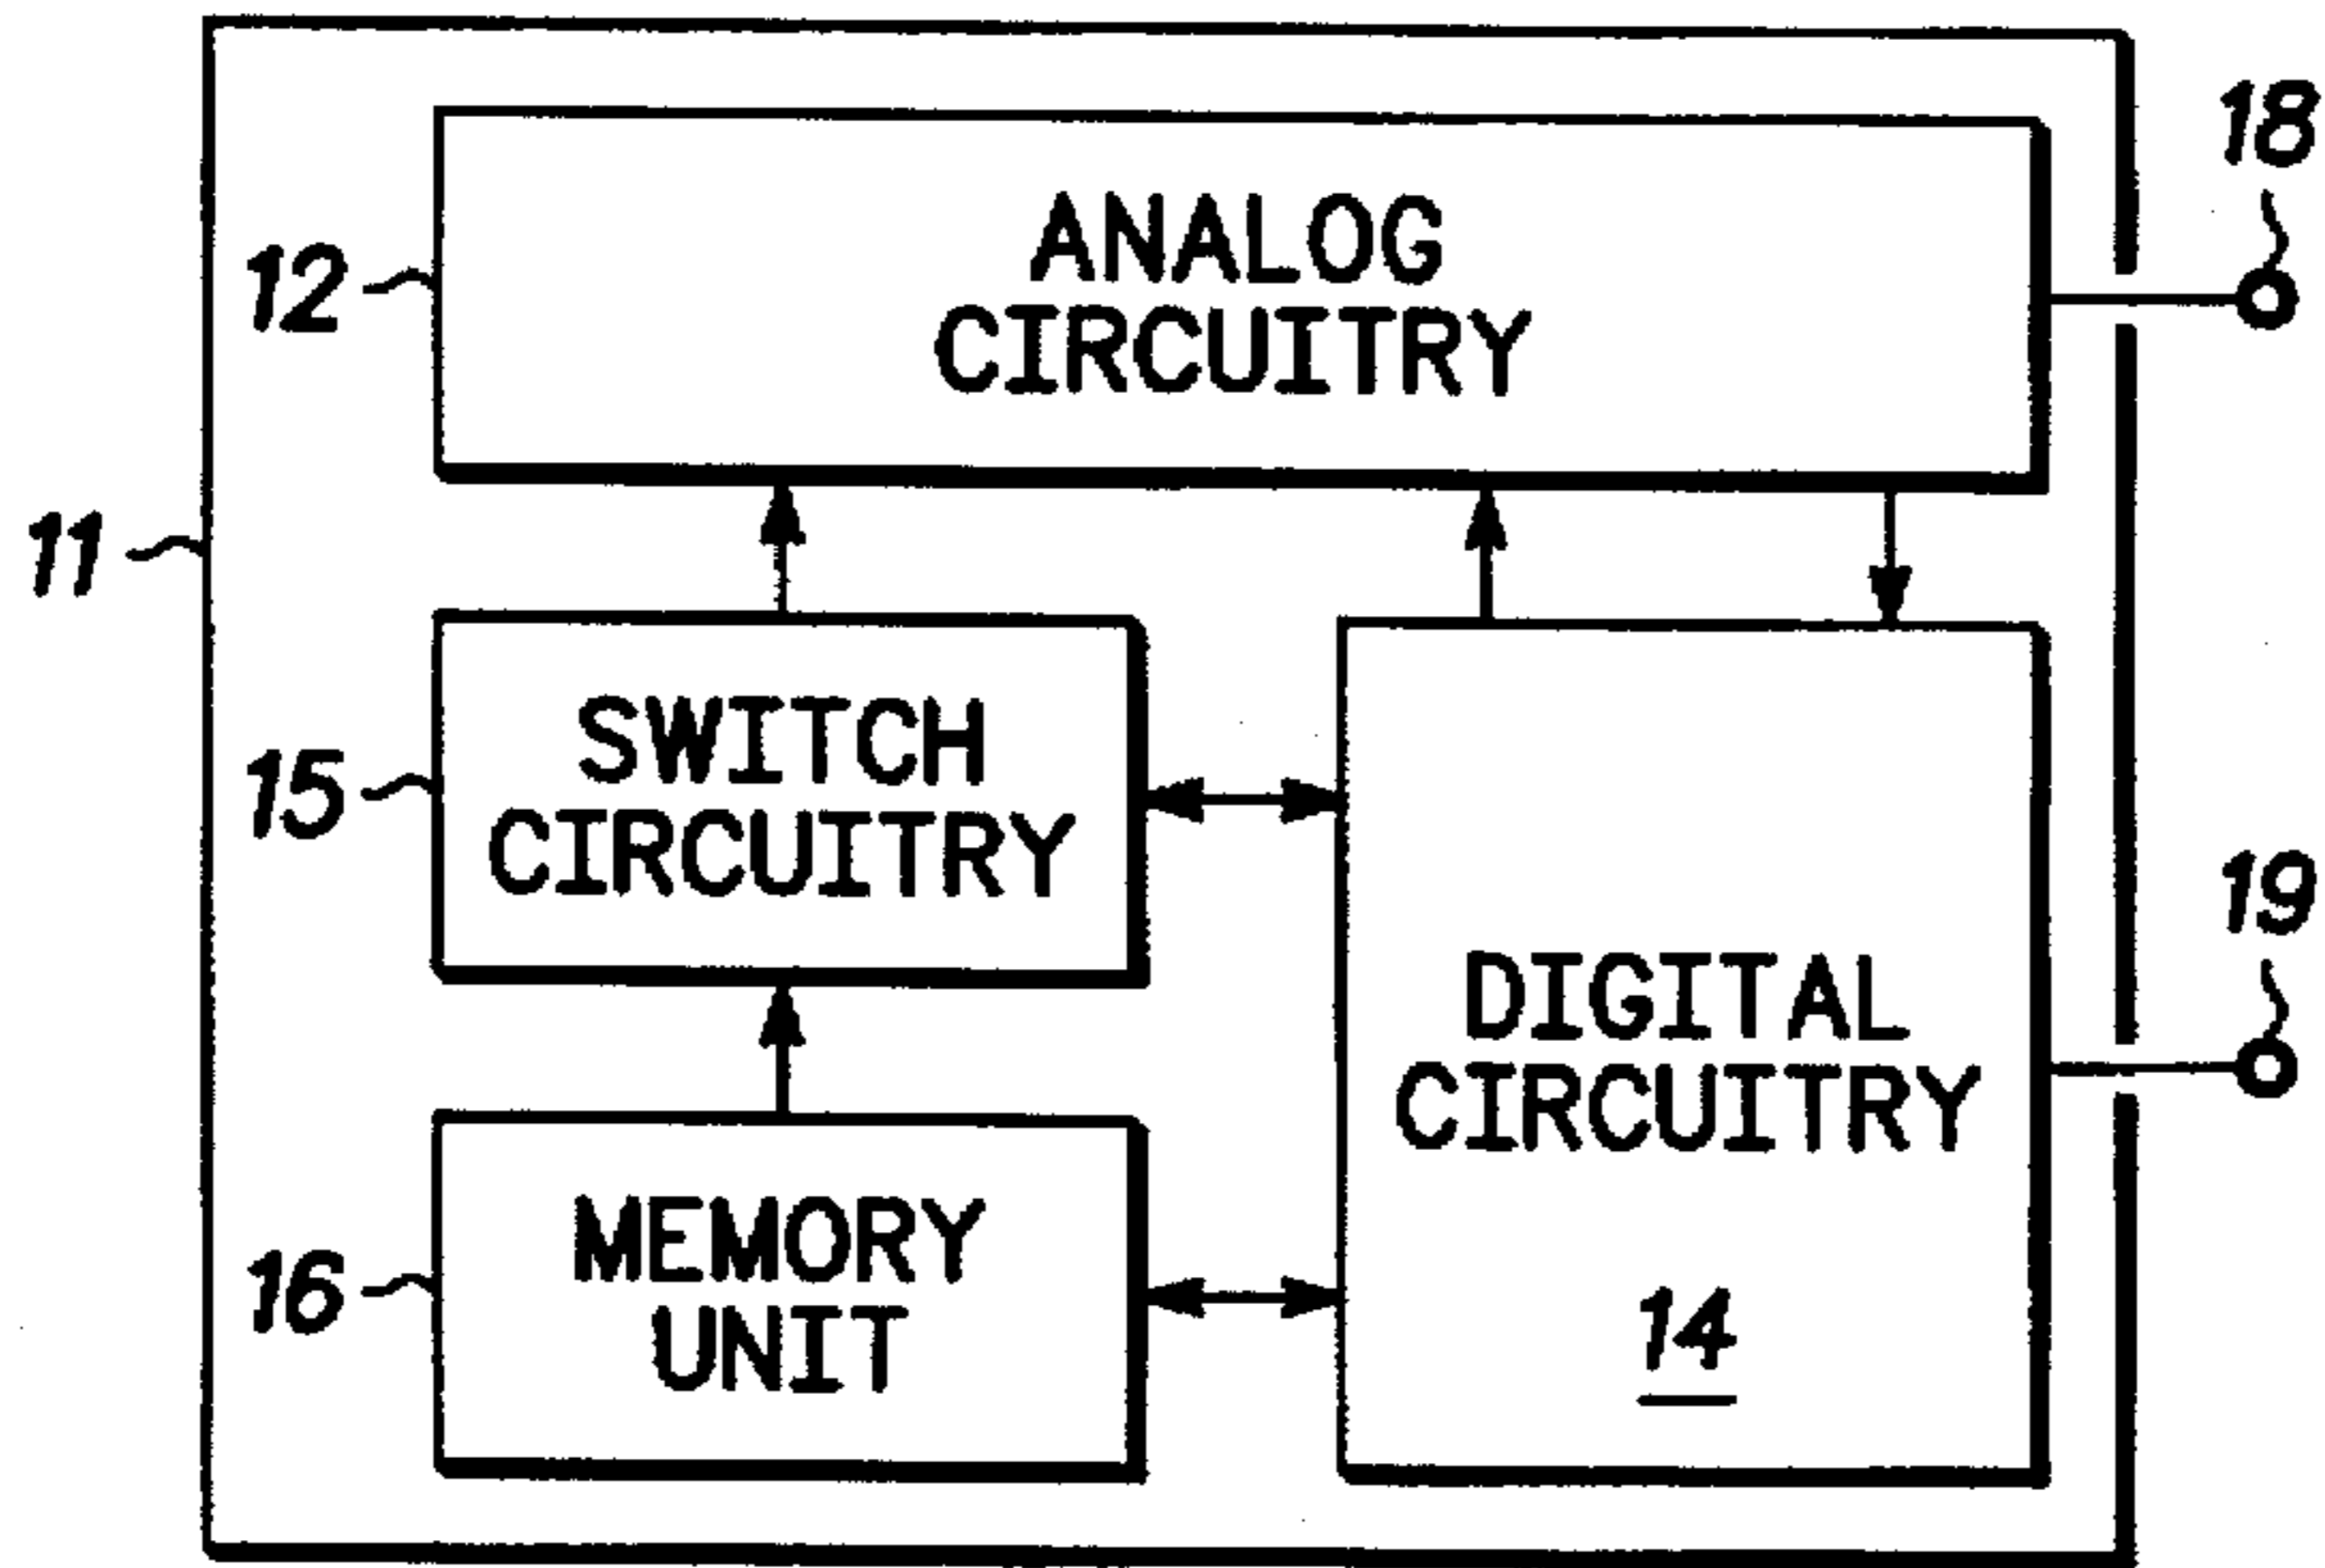 18
12
ANALOG
CIRCUITRY
11
15
SWITCH
CIRCUITRY
19
DIGITAL
CIRCUITRY
14
16
MEMORY
UNIT